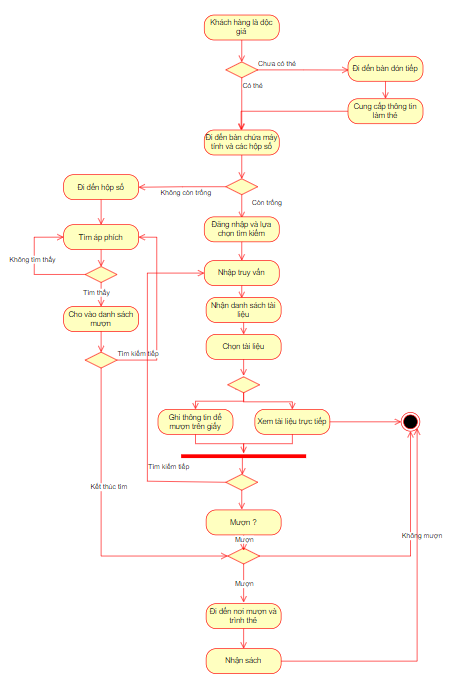 Khách hàng là độc
giả
Chưa có thẻ
Đi đến bàn đón tiếp
Có thẻ
Cung cấp thông tin
làm thẻ
Đi đến bàn chứa máy
tính và các hộp số
Đi đến hộp số
Không còn trống
Còn trống
Đăng nhập và lựa
chọn tìm kiếm
Tìm áp phích
Không tìm thấy
Nhập truy vấn
Tìm thấy
Nhận danh sách tài
liệu
Cho vào danh sách
mượn
Chọn tài liệu
Tìm kiếm tiếp
Ghi thông tin để
mượn trên giấy
Xem tài liệu trực tiếp
Tìm kiếm tiếp
Kết thúc tìm
Mượn ?
Không mượn
Mượn
Mượn
Đi đến nơi mượn và
trình thẻ
Nhận sách